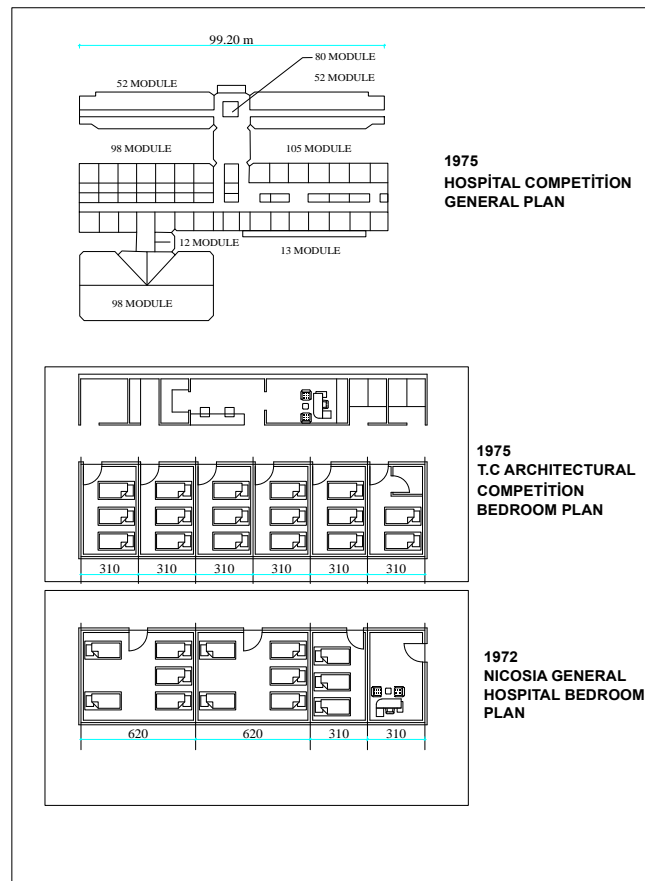 99.20 m
80 MODULE
52 MODULE
52 MODULE
98 MODULE
105 MODULE
12 MODULE
13 MODULE
98 MODULE
1975
HOSPİTAL COMPETİTİON
GENERAL PLAN
1975
T.C ARCHITECTURAL
COMPETİTİON
BEDROOM PLAN
310 310 310 310 310 310
1972
NICOSIA GENERAL
HOSPITAL BEDROOM
PLAN
620 620 310 310